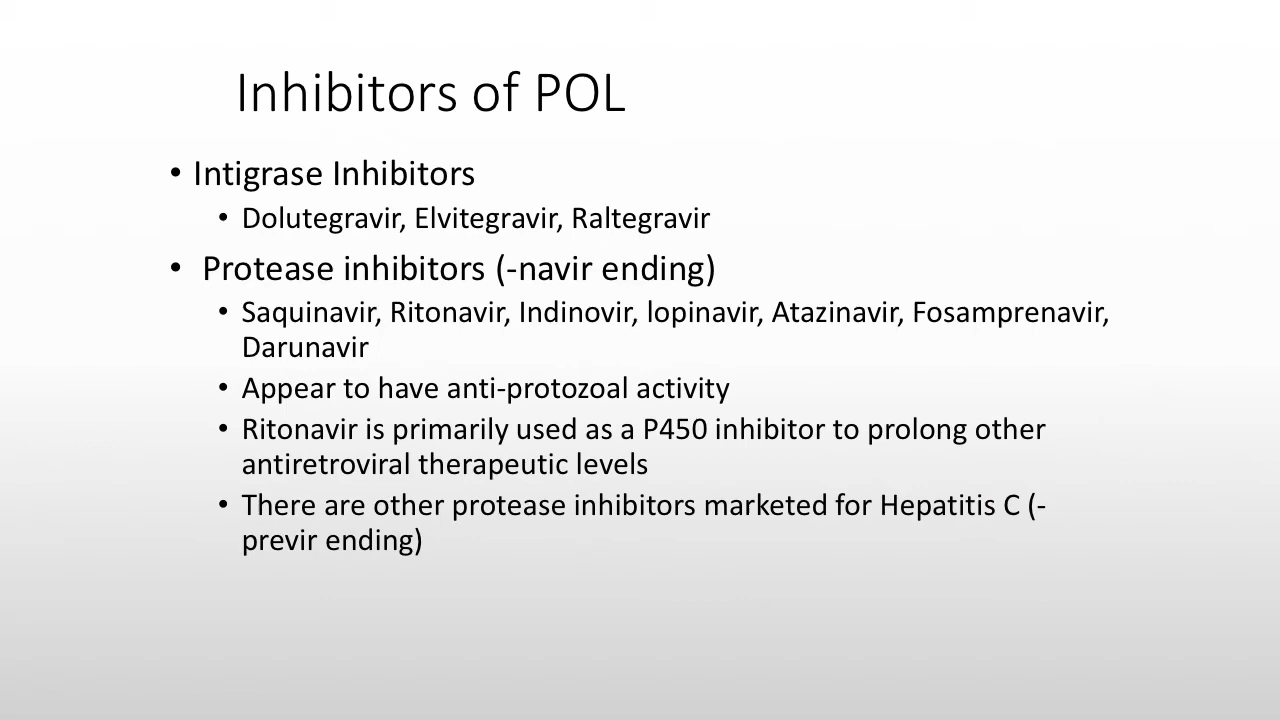 Inhibitors of POL
• Intigrase Inhibitors
• Dolutegravir, Elvitegravir, Raltegravir
• Protease inhibitors (-navir ending)
• Saquinavir, Ritonavir, Indinovir, lopinavir, Atazinavir, Fosamprenavir,
Darunavir
• Appear to have anti-protozoal activity
• Ritonavir is primarily used as a P450 inhibitor to prolong other
antiretroviral therapeutic levels
• There are other protease inhibitors marketed for Hepatitis C (-
previr ending)